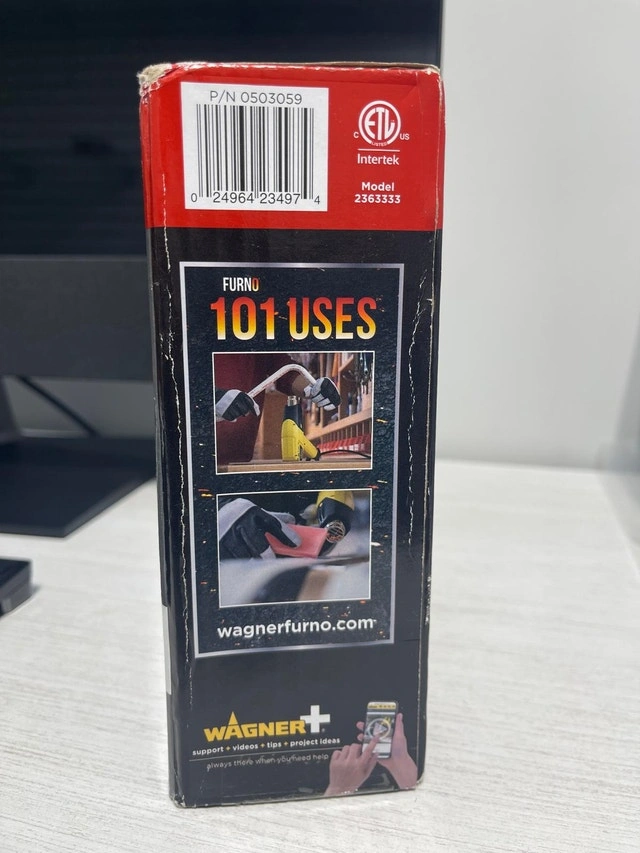 P/N 0503059
0 24964 23497 4
C ETL US
LISTED
Intertek
Model
2363333
FURNO
101 USES
wagnerfurno.com
WAGNER+
support + videos + tips + project ideas
always there when you need help